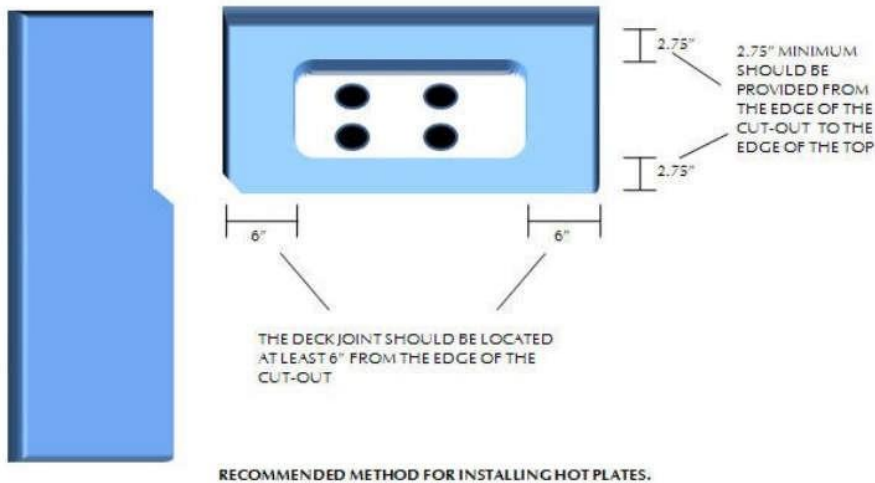 2.75"
2.75" MINIMUM
SHOULD BE
PROVIDED FROM
THE EDGE OF THE
CUT-OUT TO THE
EDGE OF THE TOP
2.75"
6"
6"
THE DECK JOINT SHOULD BE LOCATED
AT LEAST 6" FROM THE EDGE OF THE
CUT-OUT
RECOMMENDED METHOD FOR INSTALLING HOT PLATES.